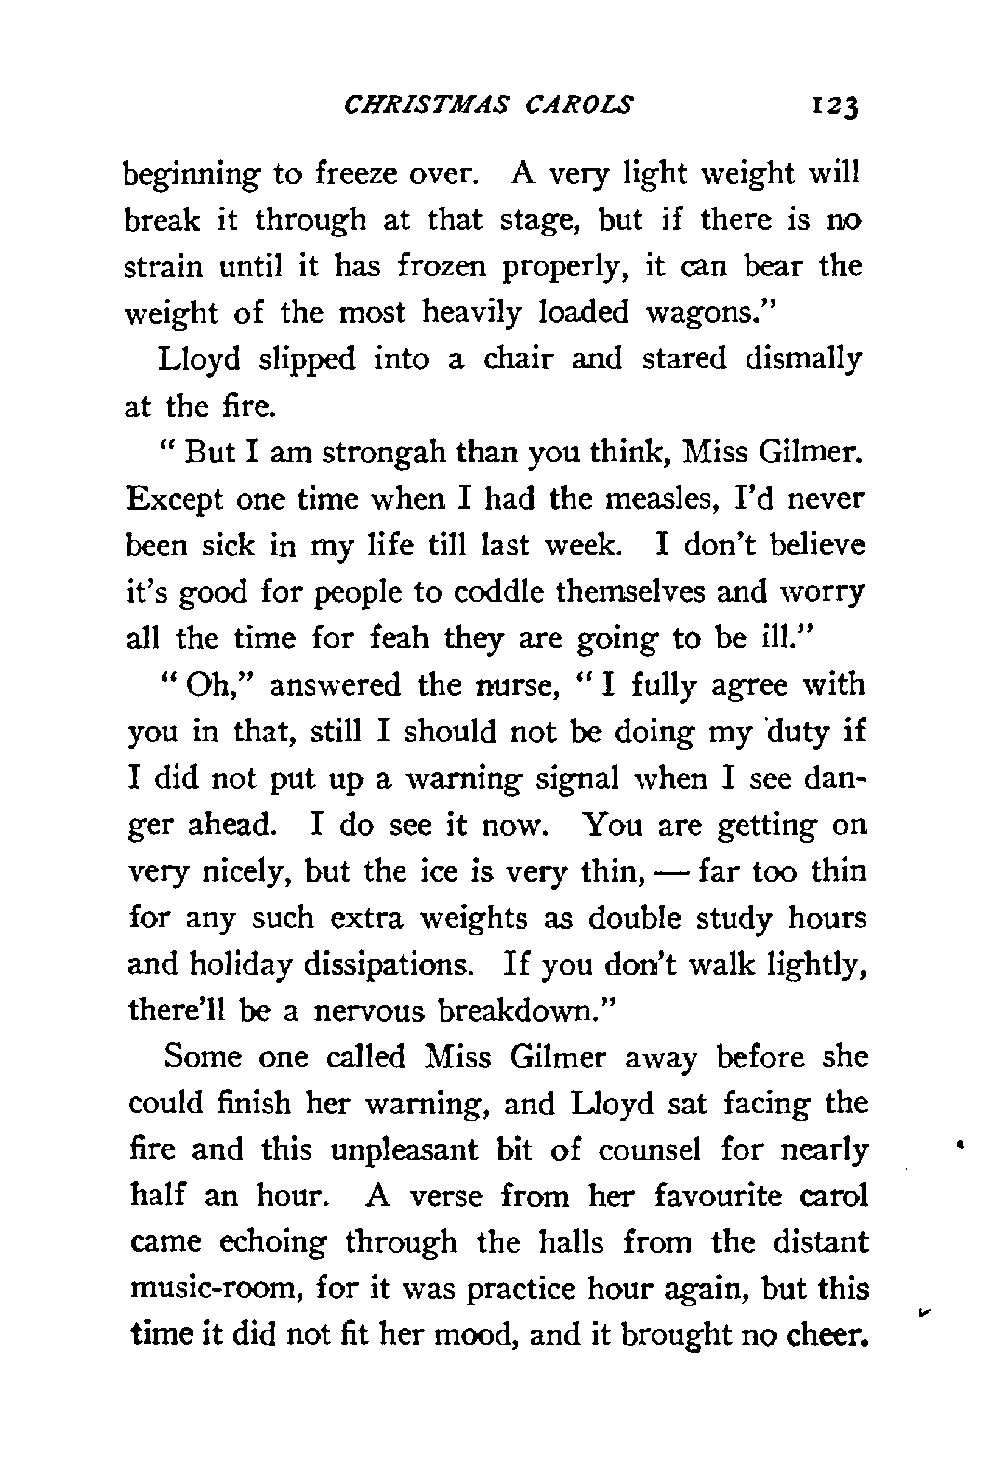 CHRISTMAS CAROLS 123
beginning to freeze over. A very light weight will
break it through at that stage, but if there is no
strain until it has frozen properly, it can bear the
weight of the most heavily loaded wagons."
Lloyd slipped into a chair and stared dismally
at the fire.
" But I am strongah than you think, Miss Gilmer.
Except one time when I had the measles, I'd never
been sick in my life till last week. I don't believe
it's good for people to coddle themselves and worry
all the time for feah they are going to be ill."
" Oh," answered the nurse, " I fully agree with
you in that, still I should not be doing my duty if
I did not put up a warning signal when I see dan-
ger ahead. I do see it now. You are getting on
very nicely, but the ice is very thin, — far too thin
for any such extra weights as double study hours
and holiday dissipations. If you don't walk lightly,
there'll be a nervous breakdown."
Some one called Miss Gilmer away before she
could finish her warning, and Lloyd sat facing the
fire and this unpleasant bit of counsel for nearly
half an hour. A verse from her favourite carol
came echoing through the halls from the distant
music-room, for it was practice hour again, but this
time it did not fit her mood, and it brought no cheer.